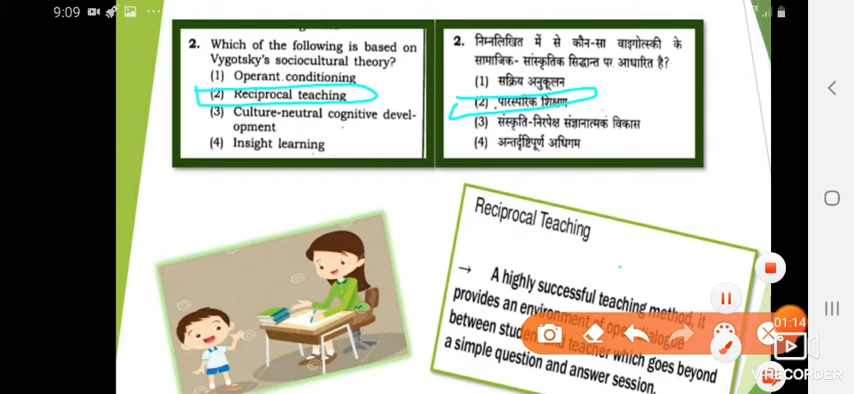 9:09
2. Which of the following is based on
Vygotsky's sociocultural theory?
(1) Operant conditioning
(2) Reciprocal teaching
(3) Culture-neutral cognitive devel-
opment
(4) Insight learning
2. निम्नलिखित में से कौन-सा वाइगोत्स्की के
सामाजिक- सांस्कृतिक सिद्धान्त पर आधारित है?
(1) सक्रिय अनुकूलन
(2) पारस्परिक शिक्षण
(3) संस्कृति-निरपेक्ष संज्ञानात्मक विकास
(4) अन्तर्दृष्टिपूर्ण अधिगम
Reciprocal Teaching
→ A highly successful teaching method, it
provides an environment of open dialogue
between and teacher which goes beyond
a simple question and answer session.
01:14
VIRECORDER